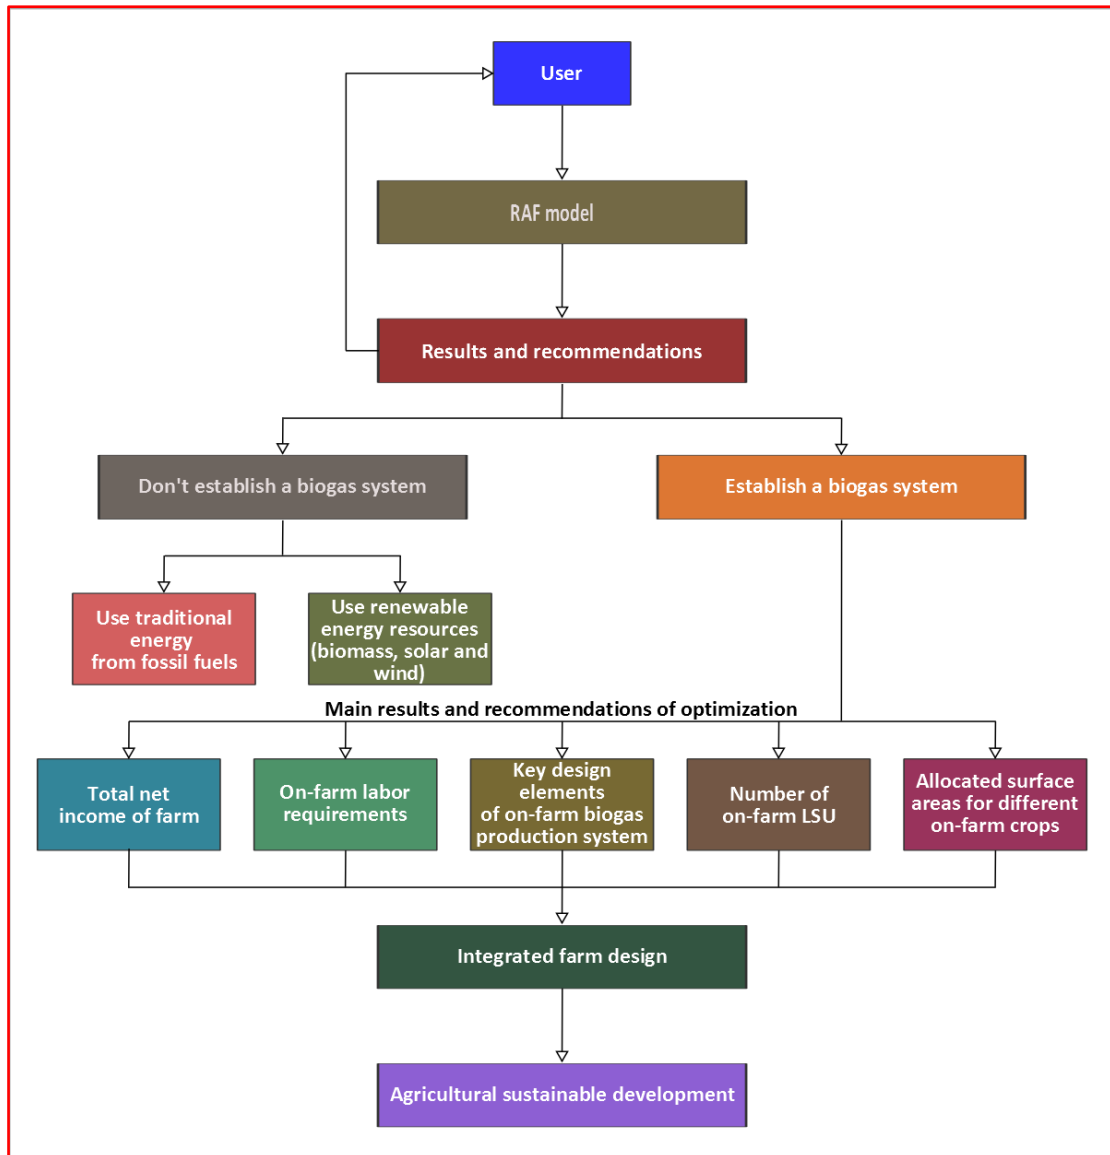 User
RAF model
Results and recommendations
Don't establish a biogas system
Establish a biogas system
Use traditional
energy
from fossil fuels
Use renewable
energy resources
(biomass, solar and
wind)
Main results and recommendations of optimization
Total net
income of farm
On-farm labor
requirements
Key design
elements
of on-farm biogas
production system
Number of
on-farm LSU
Allocated surface
areas for different
on-farm crops
Integrated farm design
Agricultural sustainable development